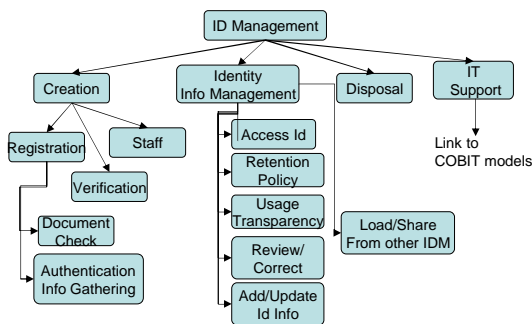 ID Management
Creation
Identity
Info Management
Disposal
IT
Support
Registration
Staff
Verification
Document
Check
Authentication
Info Gathering
Access Id
Retention
Policy
Usage
Transparency
Review/
Correct
Add/Update
Id Info
Load/Share
From other IDM
Link to
COBIT models